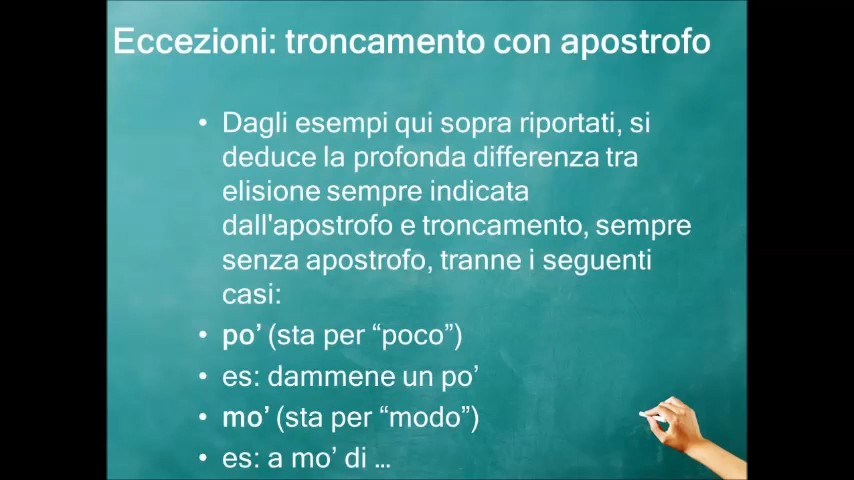 Eccezioni: troncamento con apostrofo
• Dagli esempi qui sopra riportati, si
deduce la profonda differenza tra
elisione sempre indicata
dall'apostrofo e troncamento, sempre
senza apostrofo, tranne i seguenti
casi:
• po’ (sta per “poco”)
• es: dammene un po’
• mo’ (sta per “modo”)
• es: a mo’ di ...